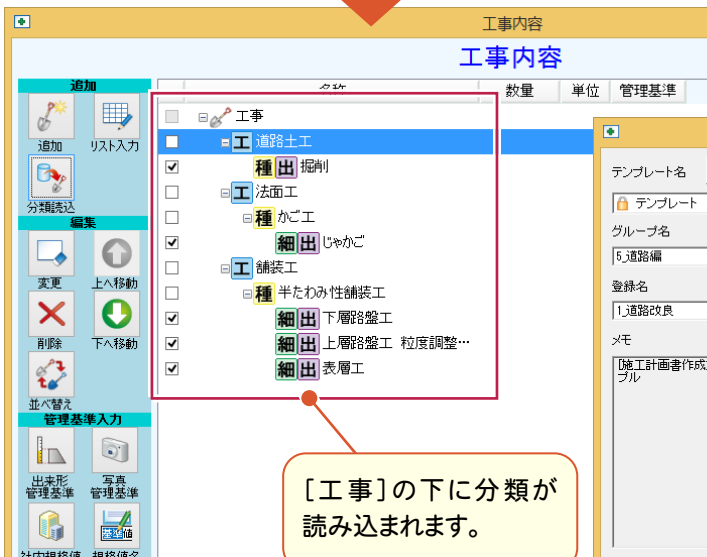 工事内容
工事内容
追加
追加
リスト入力
分類読込
編集
変更
上へ移動
削除
下へ移動
並べ替え
管理基準入力
出来形
管理基準
写真
管理基準
基準値
名称 数量 単位 管理基準
工事
工 道路土工
種 出 掘削
工 法面工
種 かご工
細 出 じゃかご
工 舗装工
種 半たわみ性舗装工
細 出 下層路盤工
細 出 上層路盤工 粒度調整…
細 出 表層工
[工事]の下に分類が
読み込まれます。
テンプレート名
テンプレート
グループ名
5_道路編
登録名
1_道路改良
メモ
[施工計画書作成
プル